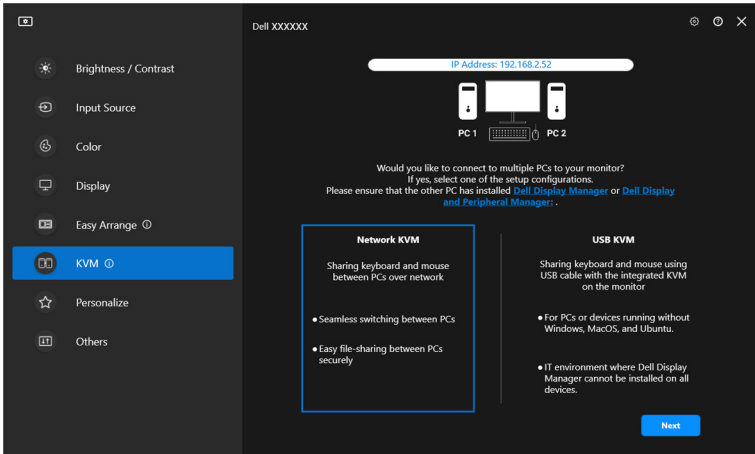 Dell XXXXXX
Brightness / Contrast
Input Source
Color
Display
Easy Arrange
KVM
Personalize
Others
IP Address: 192.168.2.52
PC 1
PC 2
Would you like to connect to multiple PCs to your monitor?
If yes, select one of the setup configurations.
Please ensure that the other PC has installed Dell Display Manager or Dell Display
and Peripheral Manager: .
Network KVM
Sharing keyboard and mouse
between PCs over network
● Seamless switching between PCs
● Easy file-sharing between PCs
securely
USB KVM
Sharing keyboard and mouse using
USB cable with the integrated KVM
on the monitor
● For PCs or devices running without
Windows, MacOS, and Ubuntu.
● IT environment where Dell Display
Manager cannot be installed on all
devices.
Next